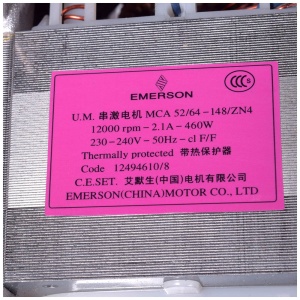 EMERSON
CCC
U.M. 串激电机 MCA 52/64-148/ZN4
12000 rpm-2.1A-460W
230-240V-50Hz-cl F/F
Thermally protected 带热保护器
Code 12494610/8
C.E.SET. 艾默生(中国)电机有限公司
EMERSON(CHINA)MOTOR CO., LTD